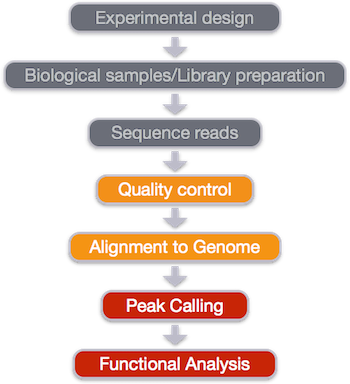 Experimental design
Biological samples/Library preparation
Sequence reads
Quality control
Alignment to Genome
Peak Calling
Functional Analysis